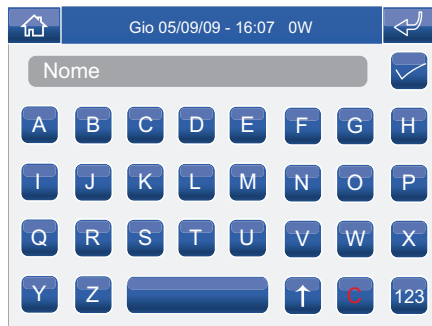 Gio 05/09/09 - 16:07 0W
Nome
A B C D E F G H
I J K L M N O P
Q R S T U V W X
Y Z ↑ C 123